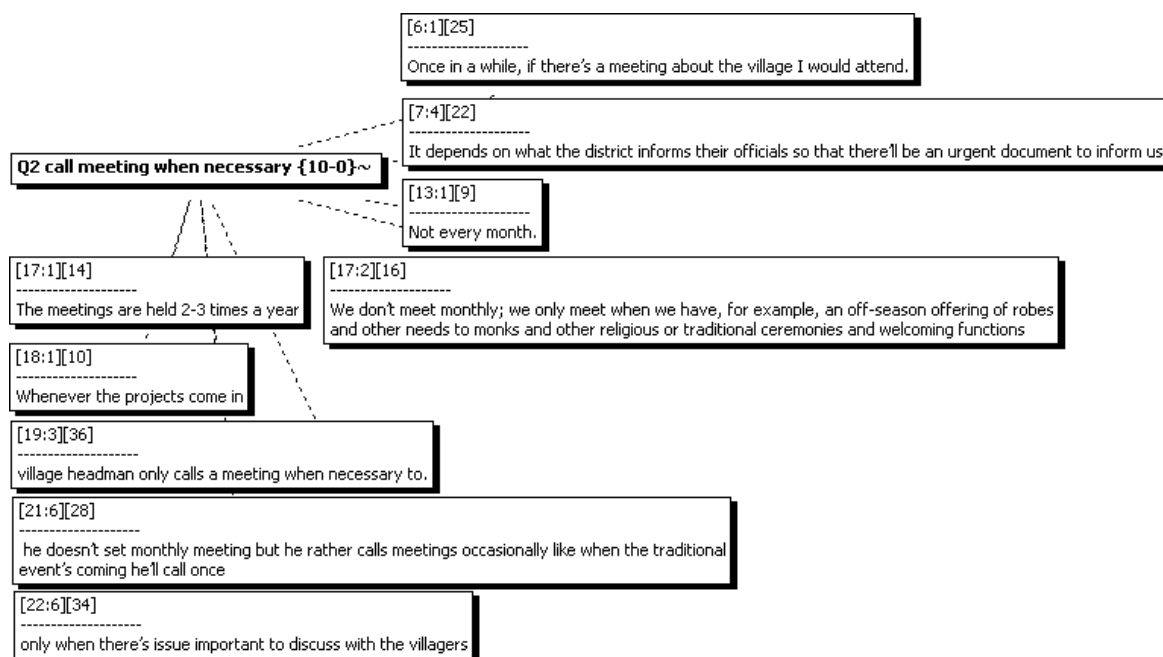 [6:1][25]
--------------------
Once in a while, if there's a meeting about the village I would attend.
[7:4][22]
--------------------
It depends on what the district informs their officials so that there'll be an urgent document to inform us
Q2 call meeting when necessary {10-0}~
[13:1][9]
--------------------
Not every month.
[17:1][14]
--------------------
The meetings are held 2-3 times a year
[17:2][16]
--------------------
We don't meet monthly; we only meet when we have, for example, an off-season offering of robes
and other needs to monks and other religious or traditional ceremonies and welcoming functions
[18:1][10]
--------------------
Whenever the projects come in
[19:3][36]
--------------------
village headman only calls a meeting when necessary to.
[21:6][28]
--------------------
he doesn't set monthly meeting but he rather calls meetings occasionally like when the traditional
event's coming he'll call once
[22:6][34]
--------------------
only when there's issue important to discuss with the villagers